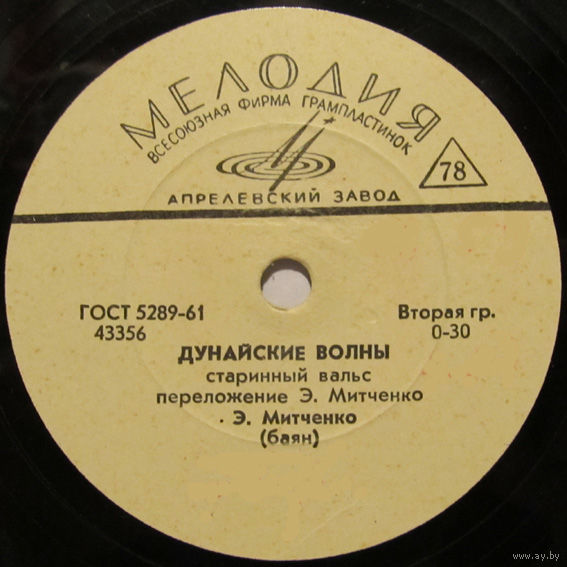 МЕЛОДИЯ
ВСЕСОЮЗНАЯ ФИРМА ГРАМПЛАСТИНОК
78
АПРЕЛЕВСКИЙ ЗАВОД
ГОСТ 5289-61
43356
Вторая гр.
0-30
ДУНАЙСКИЕ ВОЛНЫ
старинный вальс
переложение Э. Митченко
Э. Митченко
(баян)
www.ay.by